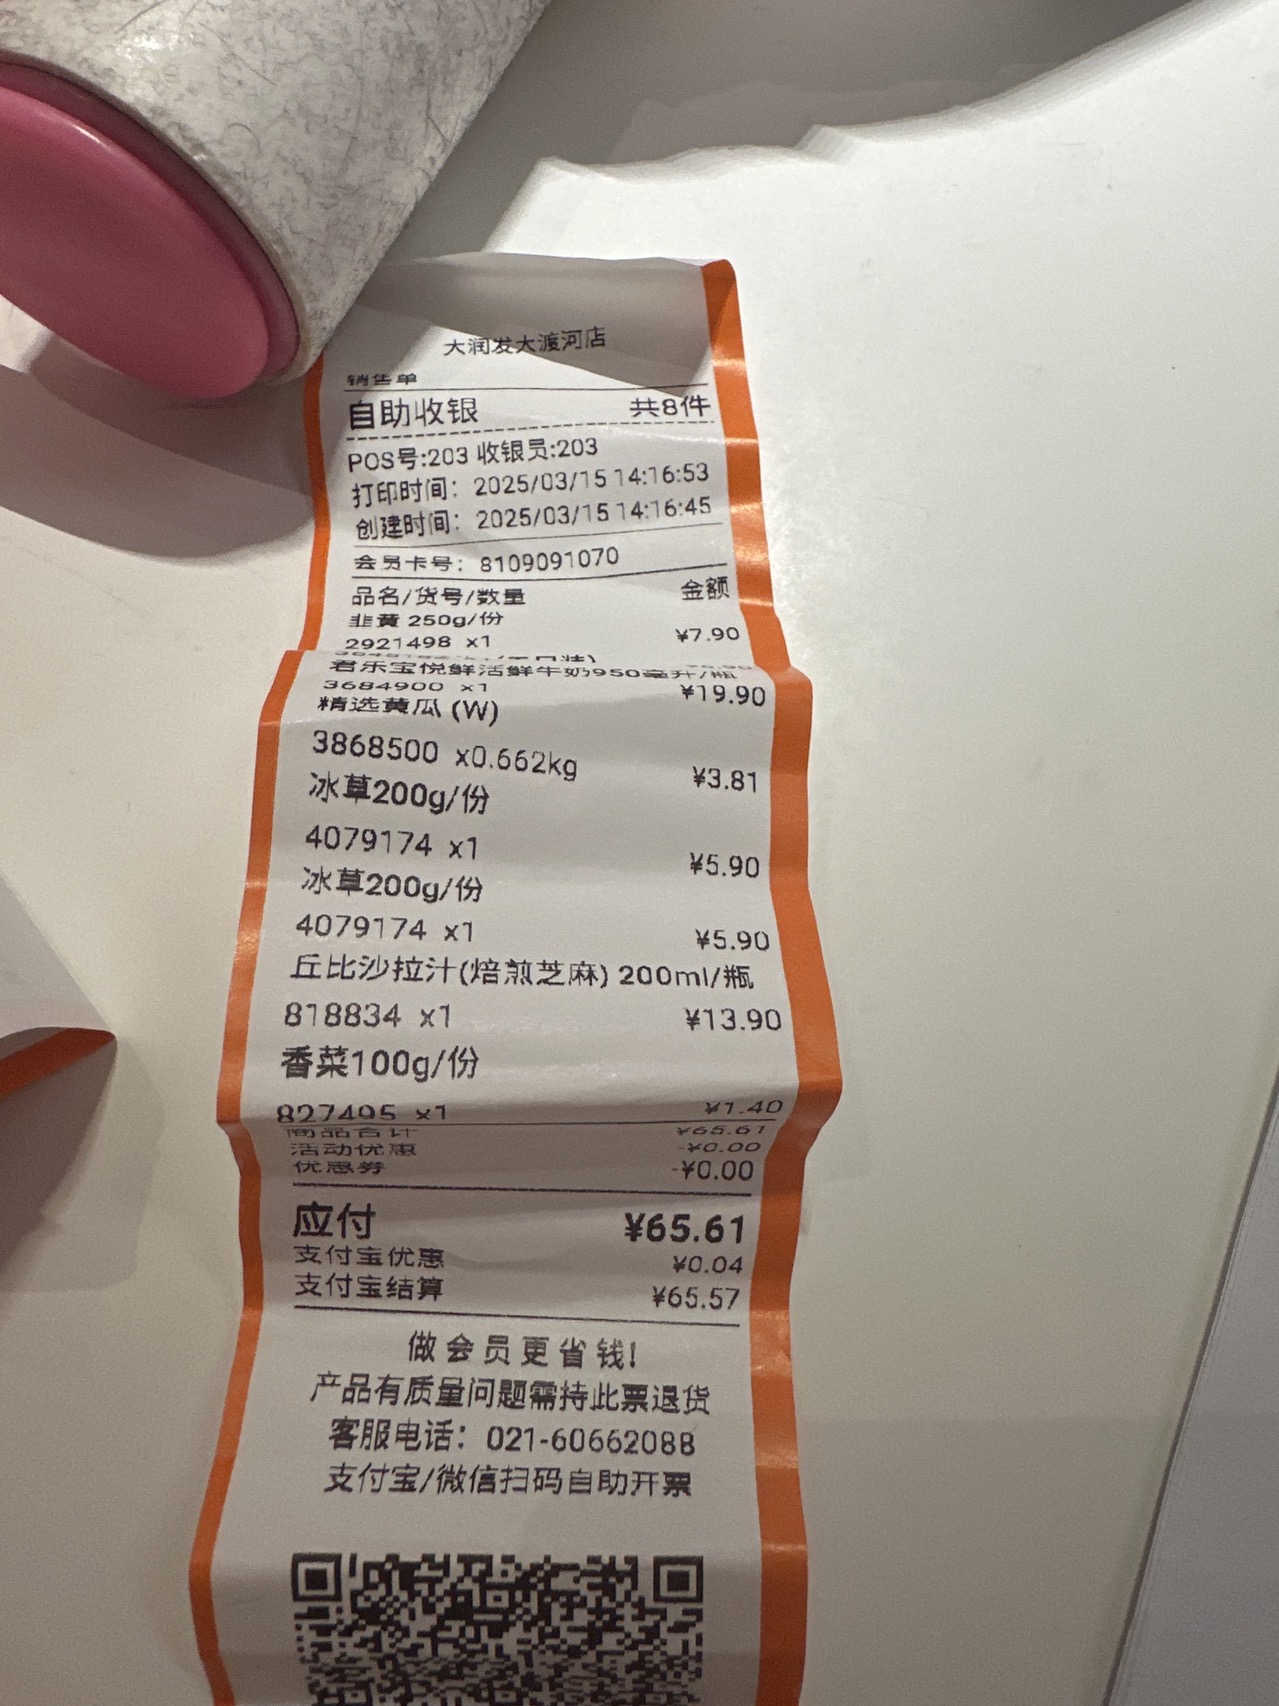 大润发大渡河店
销售单
自助收银 共8件
POS号:203 收银员:203
打印时间：2025/03/15 14:16:53
创建时间：2025/03/15 14:16:45
会员卡号：8109091070
品名/货号/数量 金额
韭黄 250g/份
2921498 x1 ¥7.90
君乐宝悦鲜活鲜牛奶950毫升/瓶
3684900 x1 ¥19.90
精选黄瓜 (W)
3868500 x0.662kg ¥3.81
冰草200g/份
4079174 x1 ¥5.90
冰草200g/份
4079174 x1 ¥5.90
丘比沙拉汁(焙煎芝麻) 200ml/瓶
818834 x1 ¥13.90
香菜100g/份
827495 x1 ¥1.40
商品合计 ¥65.61
活动优惠 -¥0.00
优惠券 -¥0.00
应付 ¥65.61
支付宝优惠 ¥0.04
支付宝结算 ¥65.57
做会员更省钱!
产品有质量问题需持此票退货
客服电话：021-60662088
支付宝/微信扫码自助开票